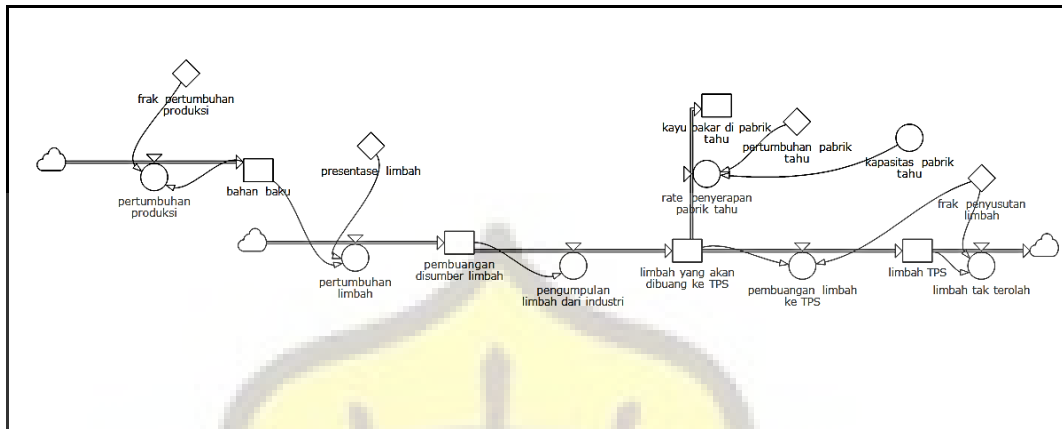 frak pertumbuhan
produksi
pertumbuhan
produksi
bahan baku
presentase limbah
pertumbuhan
limbah
pembuangan
disumber limbah
pengumpulan
limbah dari industri
kayu bakar di pabrik
tahu
pertumbuhan pabrik
tahu
kapasitas pabrik
tahu
rate penyerapan
pabrik tahu
frak penyusutan
limbah
limbah yang akan
dibuang ke TPS
pembuangan limbah
ke TPS
limbah TPS
limbah tak terolah